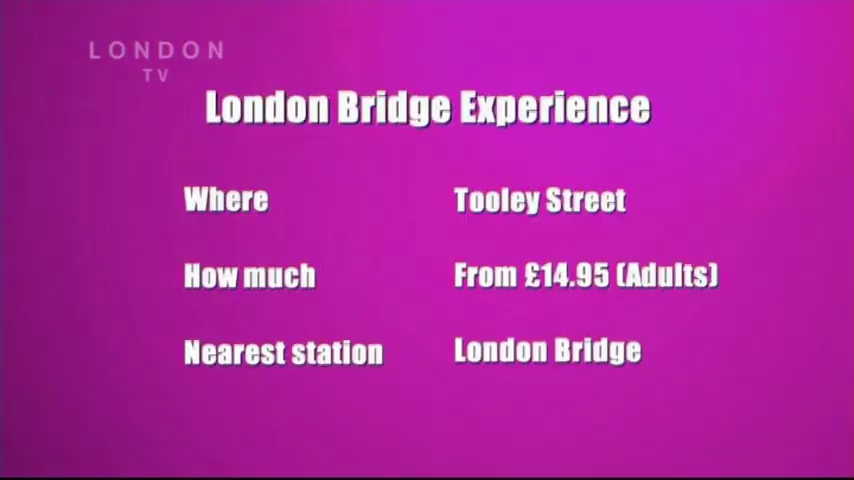 LONDON
TV
London Bridge Experience
Where Tooley Street
How much From £14.95 (Adults)
Nearest station London Bridge